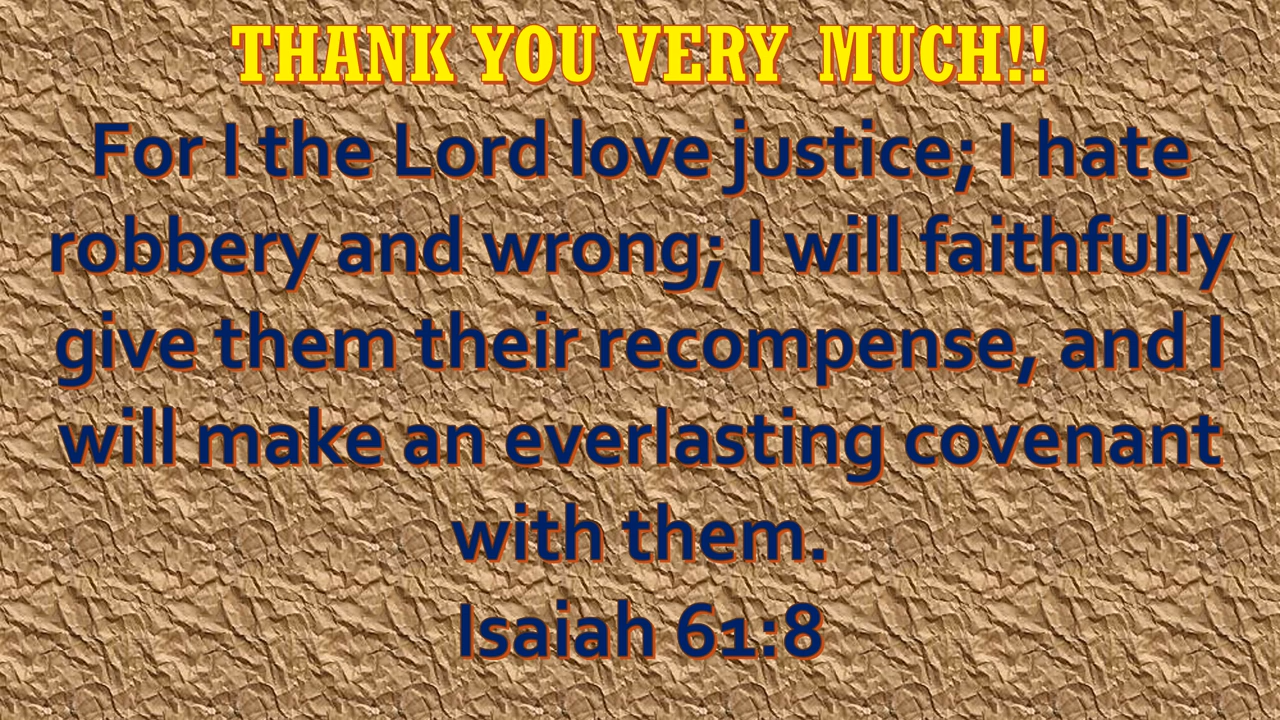 THANK YOU VERY MUCH!!
For I the Lord love justice; I hate
robbery and wrong; I will faithfully
give them their recompense, and I
will make an everlasting covenant
with them.
Isaiah 61:8